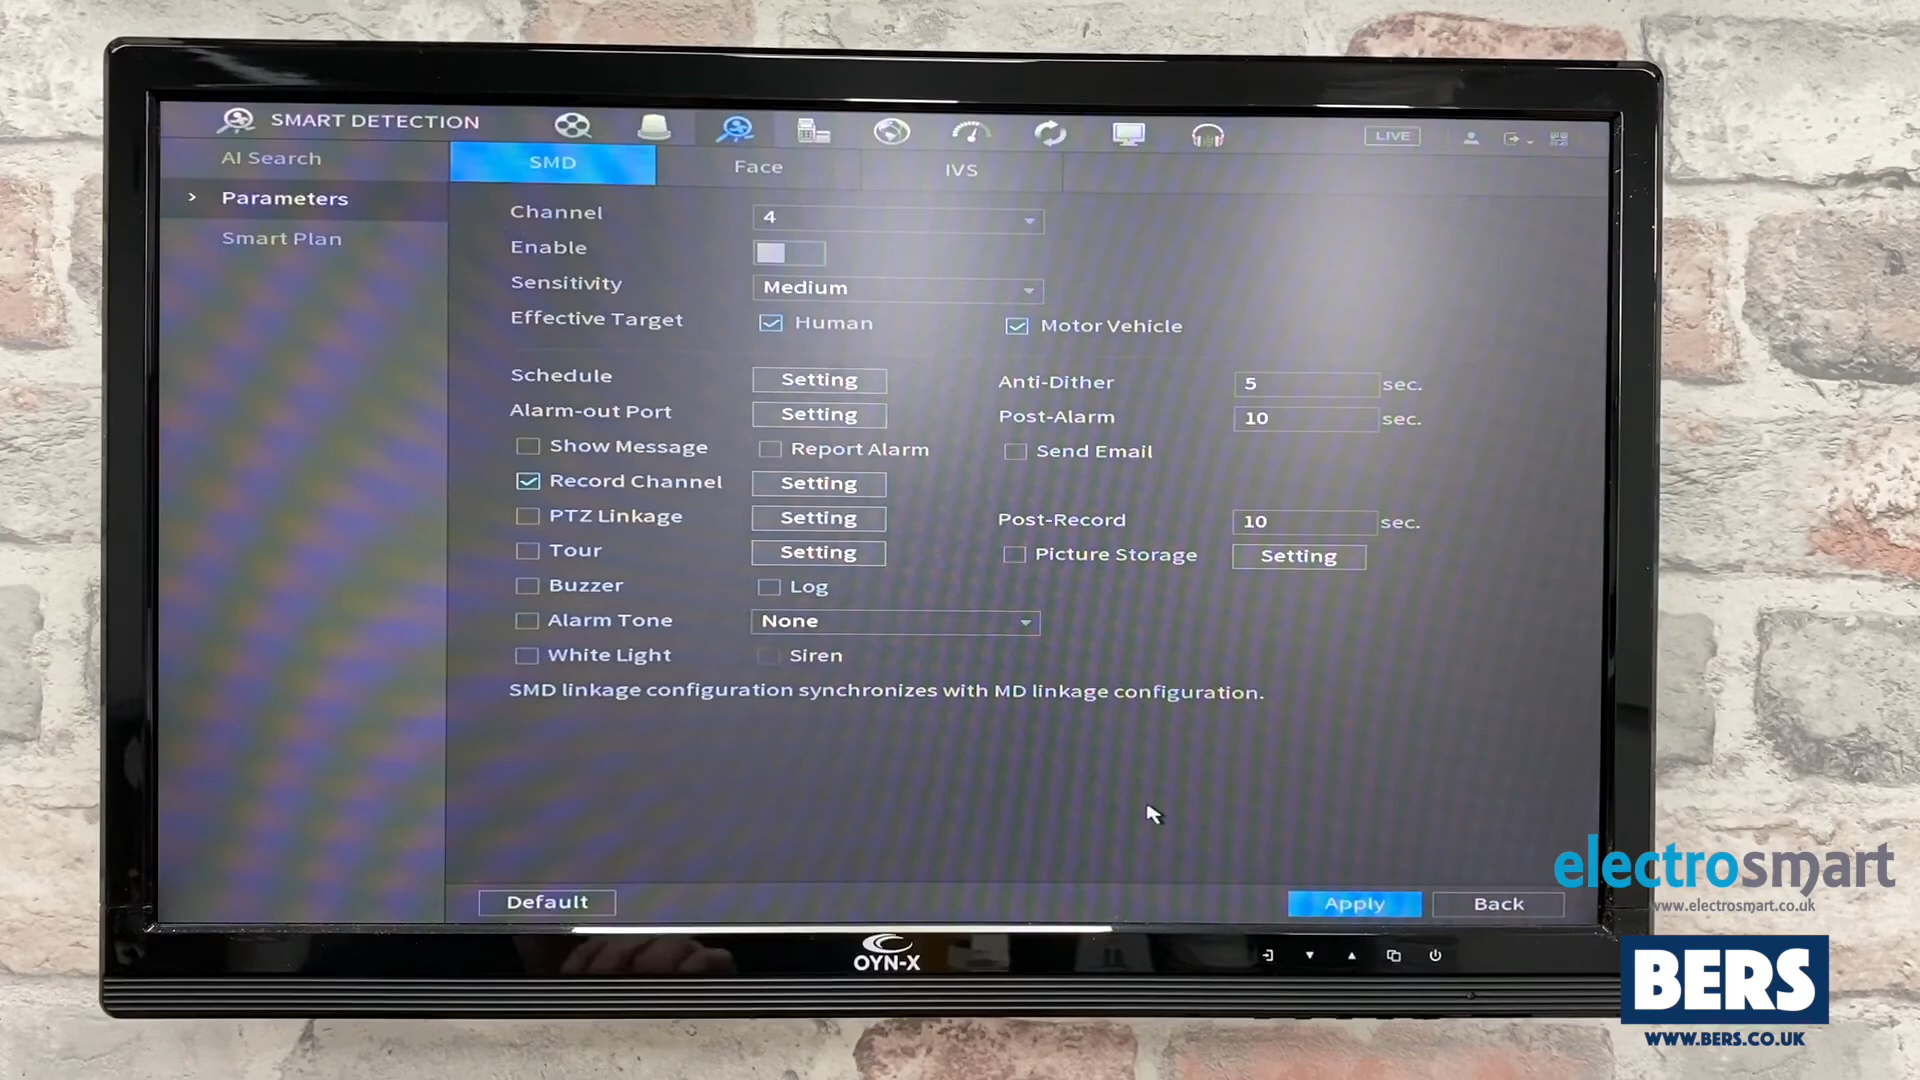 SMART DETECTION
LIVE
AI Search
> Parameters
Smart Plan
SMD Face IVS
Channel 4
Enable
Sensitivity Medium
Effective Target Human Motor Vehicle
Schedule Setting Anti-Dither 5 sec.
Alarm-out Port Setting Post-Alarm 10 sec.
Show Message Report Alarm Send Email
Record Channel Setting
PTZ Linkage Setting Post-Record 10 sec.
Tour Setting Picture Storage Setting
Buzzer Log
Alarm Tone None
White Light Siren
SMD linkage configuration synchronizes with MD linkage configuration.
Default Apply Back
OYN-X
electrosmart
www.electrosmart.co.uk
BERS
WWW.BERS.CO.UK